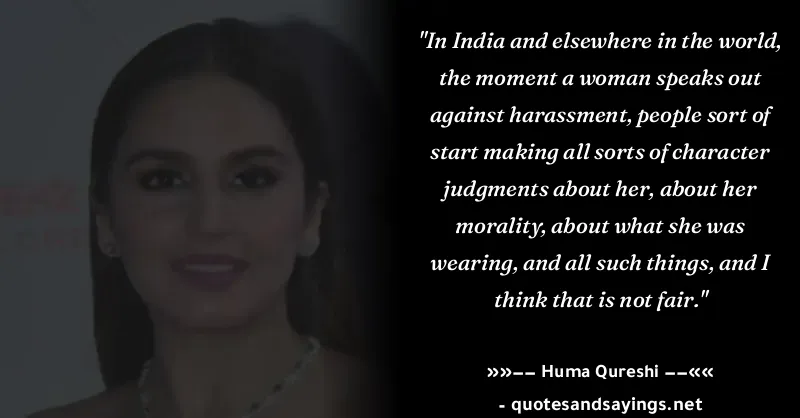 "In India and elsewhere in the world,
the moment a woman speaks out
against harassment, people sort of
start making all sorts of character
judgments about her, about her
morality, about what she was
wearing, and all such things, and I
think that is not fair."
»»−− Huma Qureshi −−««
- quotesandsayings.net